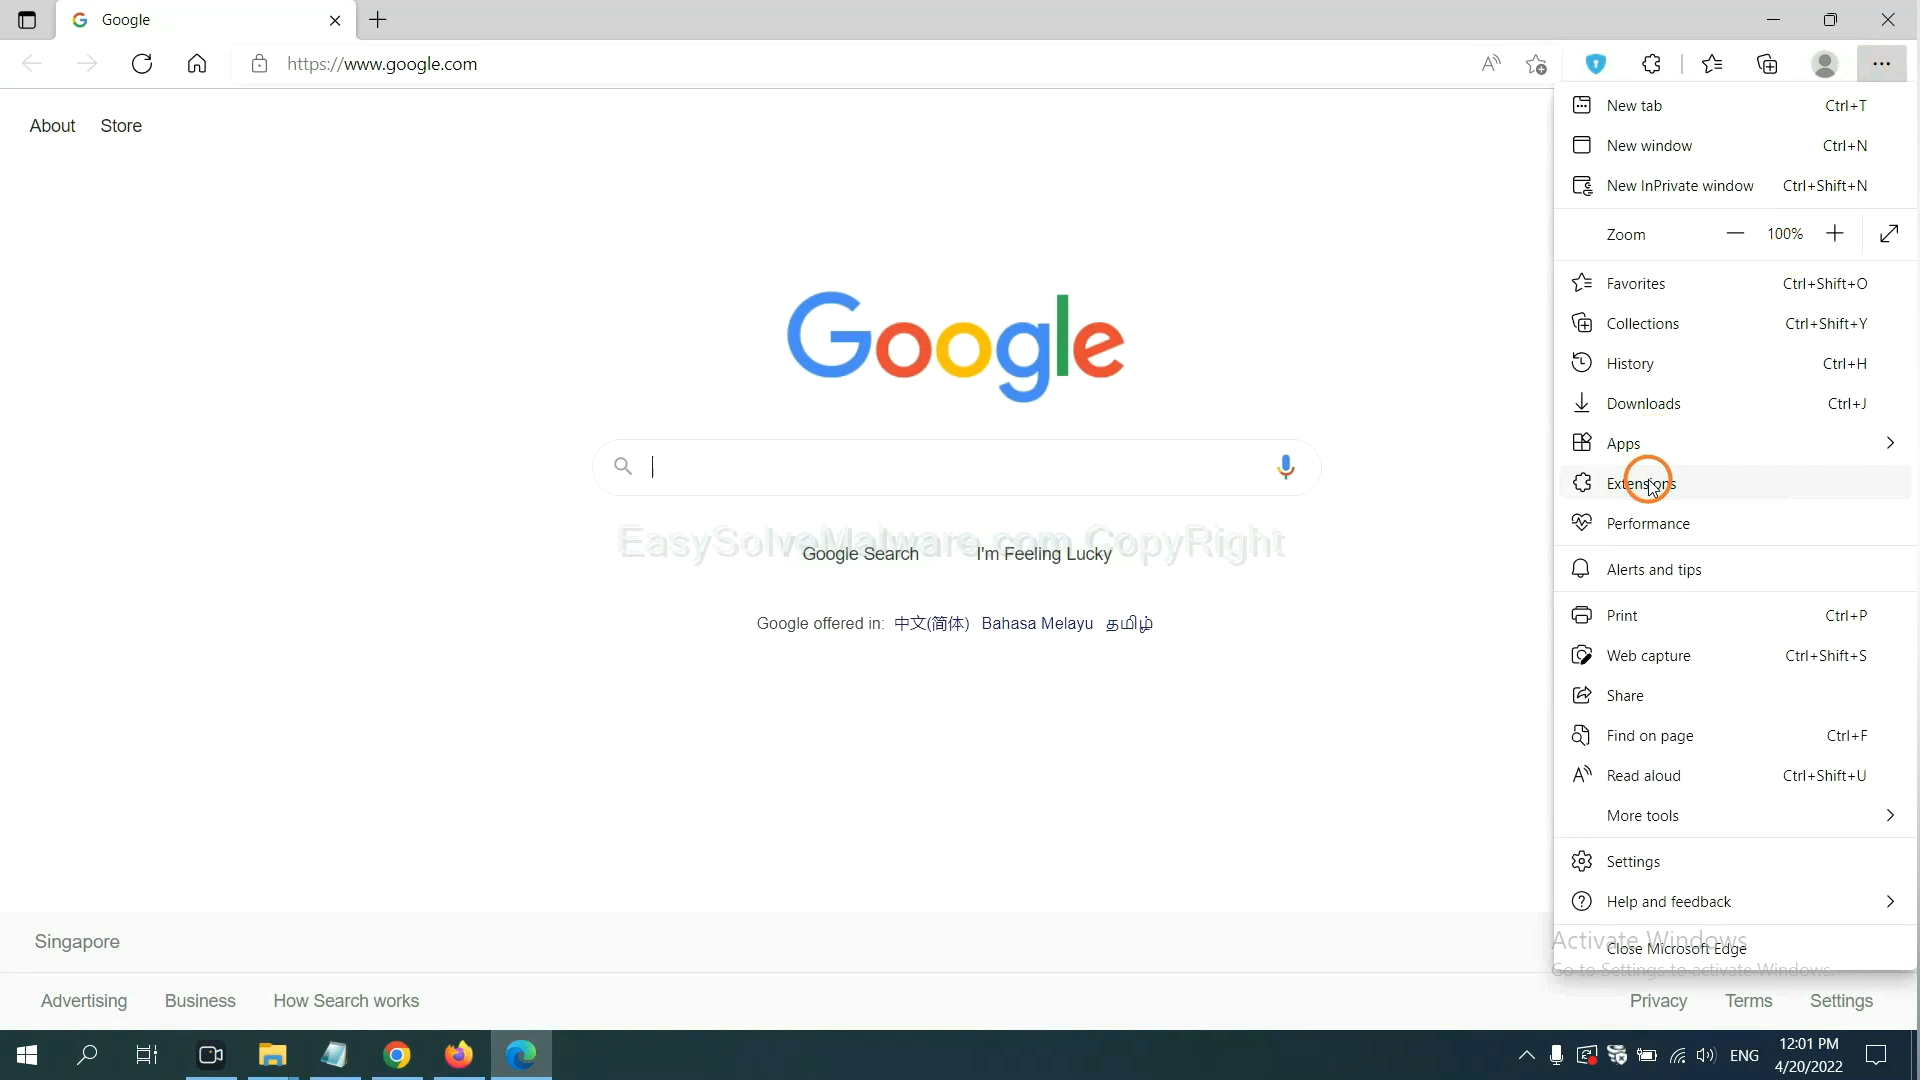 Google
https://www.google.com
About Store
New tab Ctrl+T
New window Ctrl+N
New InPrivate window Ctrl+Shift+N
Zoom 100%
Favorites Ctrl+Shift+O
Collections Ctrl+Shift+Y
History Ctrl+H
Downloads Ctrl+J
Apps
Extensions
Performance
Alerts and tips
Print Ctrl+P
Web capture Ctrl+Shift+S
Share
Find on page Ctrl+F
Read aloud Ctrl+Shift+U
More tools
Settings
Help and feedback
Close Microsoft Edge
Google
EasySolveMalware.com CopyRight
Google Search I'm Feeling Lucky
Google offered in: 中文(简体) Bahasa Melayu தமிழ்
Activate Windows
Go to Settings to activate Windows.
Singapore
Advertising Business How Search works
Privacy Terms Settings
ENG
12:01 PM
4/20/2022